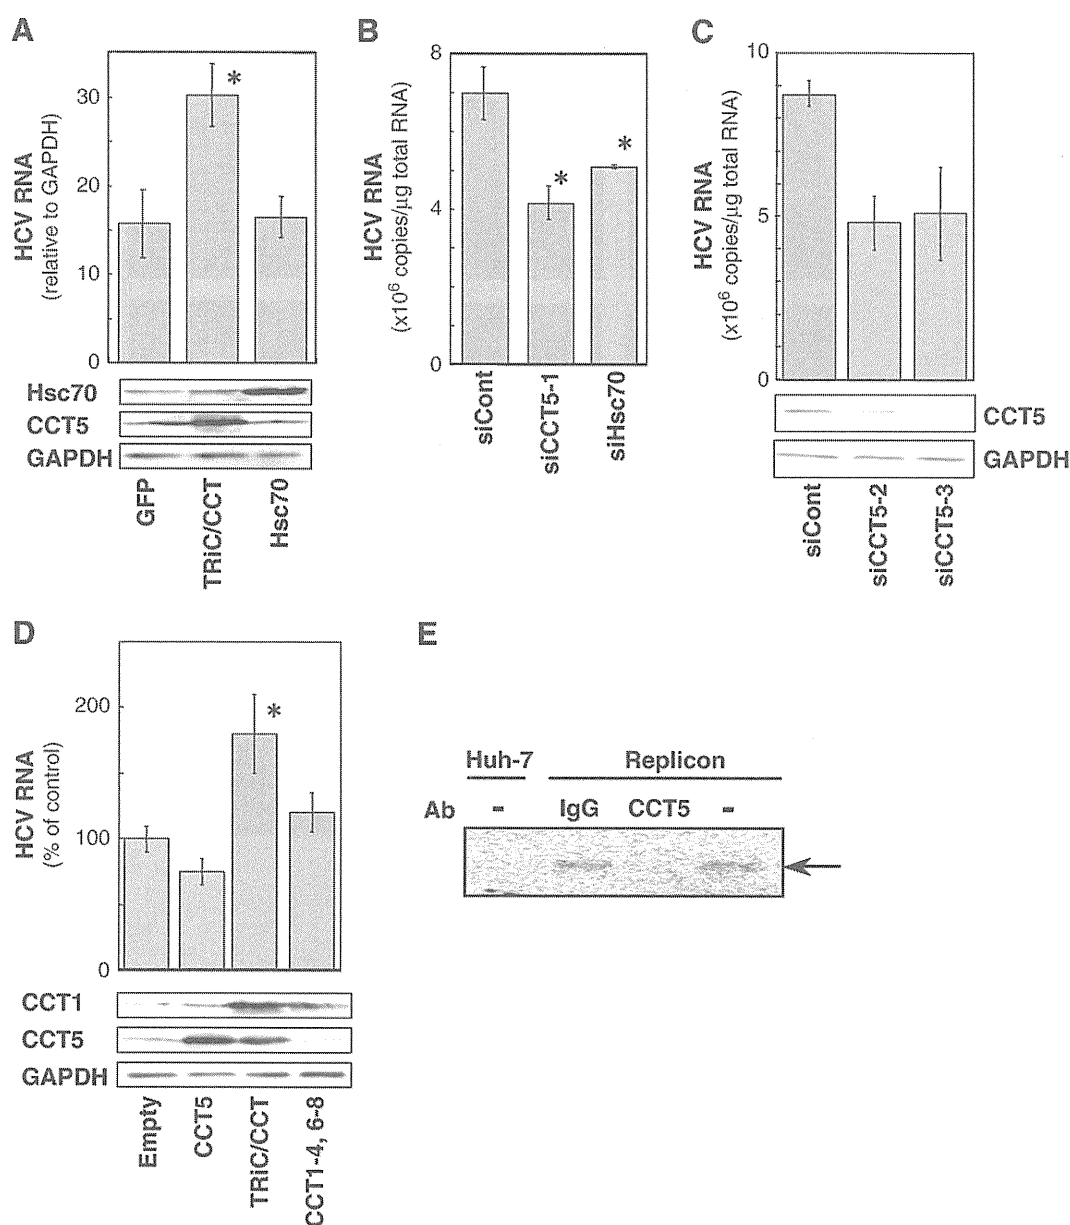 A
HCV RNA
(relative to GAPDH)
30
20
10
0
*
Hsc70
CCT5
GAPDH
GFP
TRiC/CCT
Hsc70
B
HCV RNA
(x10⁶ copies/μg total RNA)
8
4
0
*
*
siCont
siCCT5-1
siHsc70
C
HCV RNA
(x10⁶ copies/μg total RNA)
10
5
0
CCT5
GAPDH
siCont
siCCT5-2
siCCT5-3
D
HCV RNA
(% of control)
200
100
0
*
CCT1
CCT5
GAPDH
Empty
CCT5
TRiC/CCT
CCT1-4, 6-8
E
Huh-7 Replicon
Ab - IgG CCT5 -